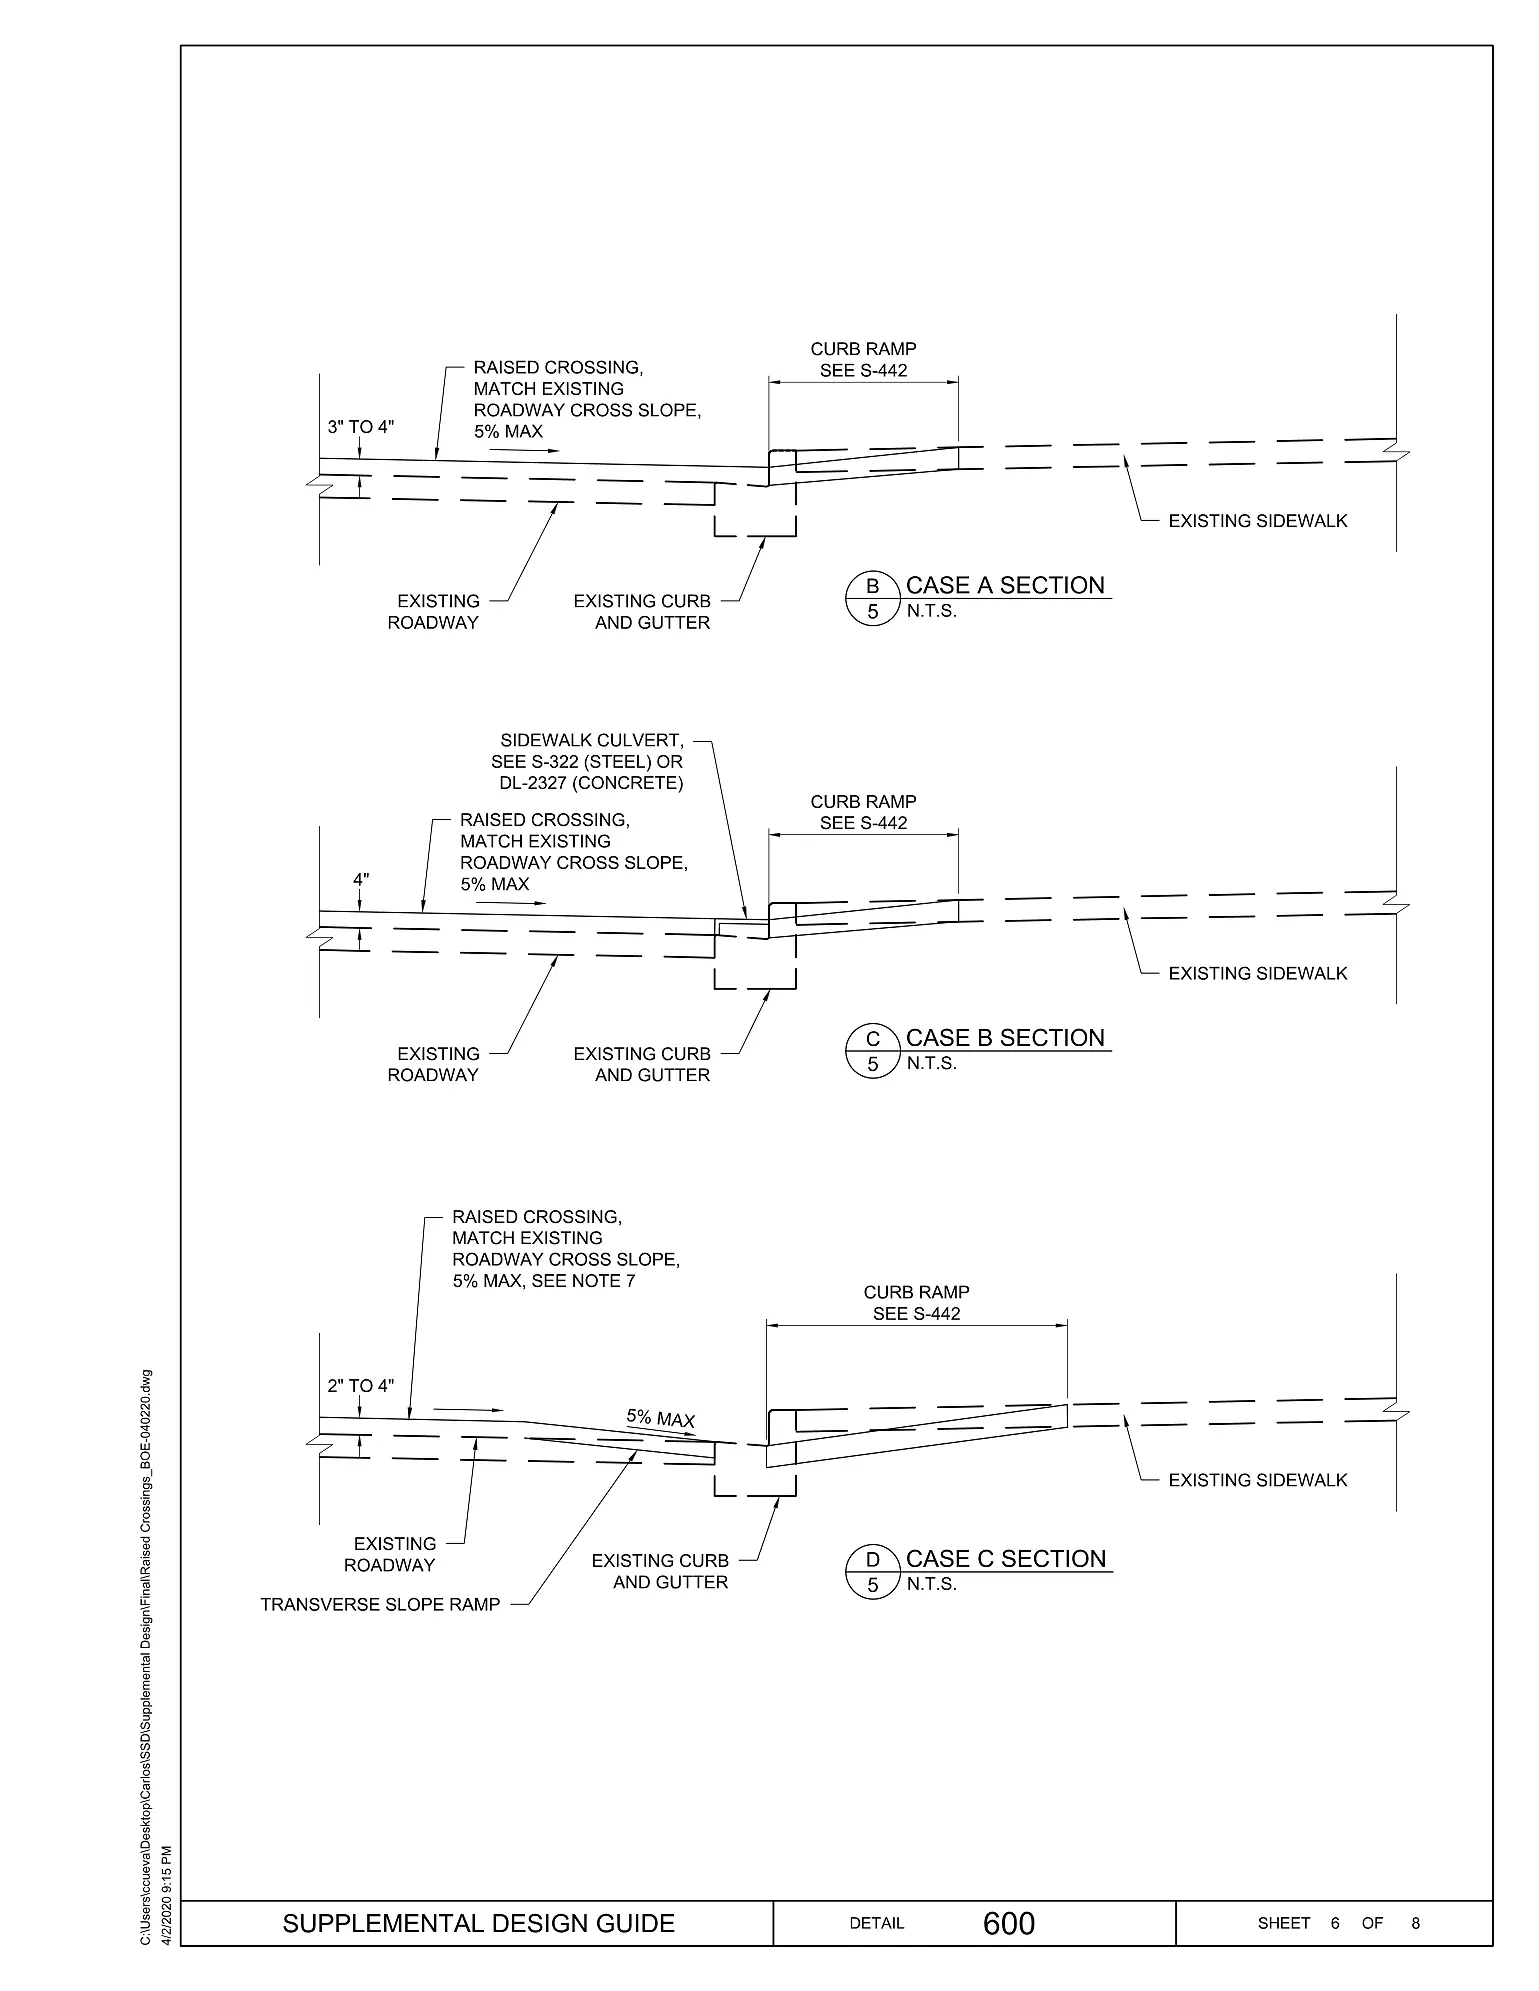 CURB RAMP
SEE S-442
RAISED CROSSING,
MATCH EXISTING
ROADWAY CROSS SLOPE,
5% MAX
3" TO 4"
EXISTING SIDEWALK
EXISTING
ROADWAY
EXISTING CURB
AND GUTTER
B
5
CASE A SECTION
N.T.S.
SIDEWALK CULVERT,
SEE S-322 (STEEL) OR
DL-2327 (CONCRETE)
CURB RAMP
SEE S-442
RAISED CROSSING,
MATCH EXISTING
ROADWAY CROSS SLOPE,
5% MAX
4"
EXISTING SIDEWALK
EXISTING
ROADWAY
EXISTING CURB
AND GUTTER
C
5
CASE B SECTION
N.T.S.
RAISED CROSSING,
MATCH EXISTING
ROADWAY CROSS SLOPE,
5% MAX, SEE NOTE 7
CURB RAMP
SEE S-442
2" TO 4"
5% MAX
EXISTING SIDEWALK
EXISTING
ROADWAY
EXISTING CURB
AND GUTTER
TRANSVERSE SLOPE RAMP
D
5
CASE C SECTION
N.T.S.
C:\Users\ccueva\Desktop\Carlos\SSD\Supplemental Design\Final\Raised Crossings_BOE-040220.dwg
4/2/2020 9:15 PM
SUPPLEMENTAL DESIGN GUIDE
DETAIL 600
SHEET 6 OF 8